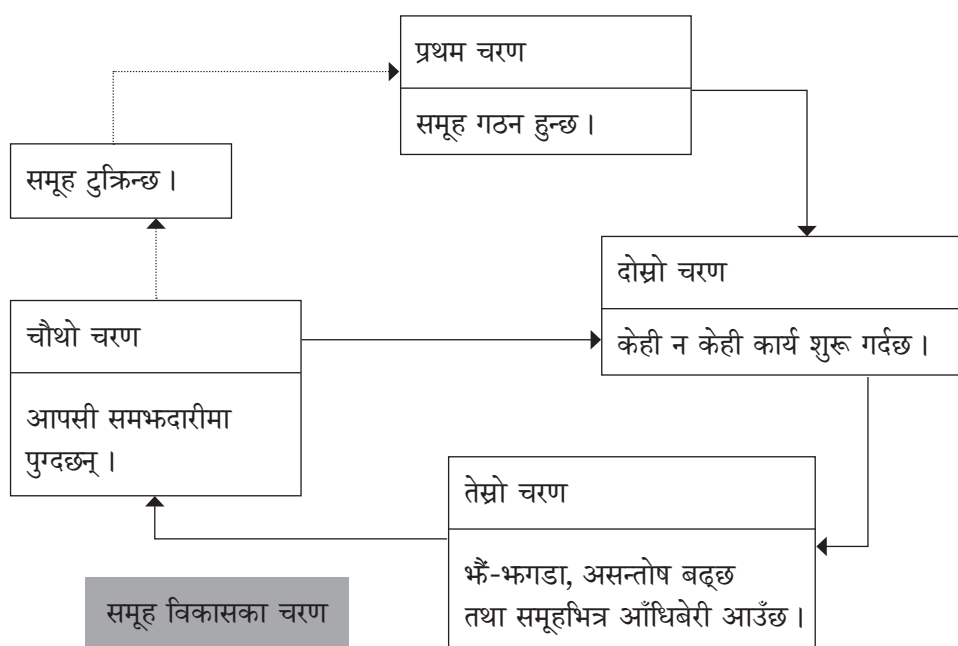 प्रथम चरण
समूह गठन हुन्छ ।
समूह टुक्रिन्छ ।
दोस्रो चरण
केही न केही कार्य शुरू गर्दछ ।
चौथो चरण
आपसी समझदारीमा
पुग्दछन् ।
तेस्रो चरण
झैं-झगडा, असन्तोष बढ्छ
तथा समूहभित्र आँधिबेरी आउँछ ।
समूह विकासका चरण